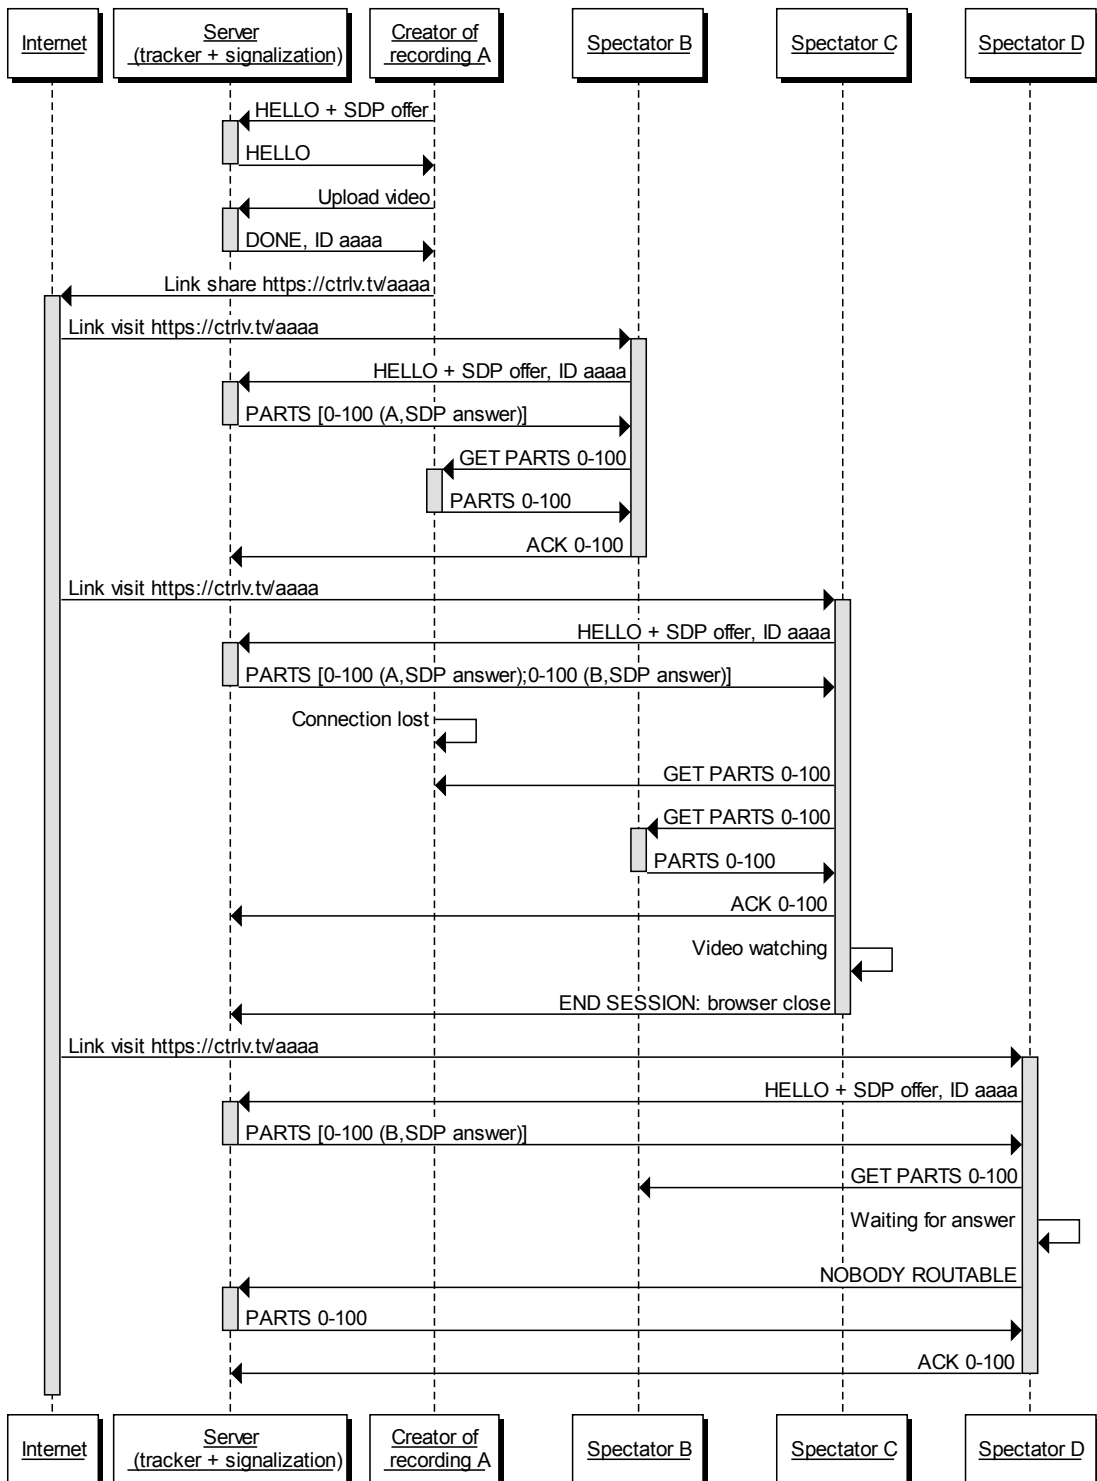 Internet
Server
(tracker + signalization)
Creator of
recording A
Spectator B
Spectator C
Spectator D
HELLO + SDP offer
HELLO
Upload video
DONE, ID aaaa
Link share https://ctrlv.tv/aaaa
Link visit https://ctrlv.tv/aaaa
HELLO + SDP offer, ID aaaa
PARTS [0-100 (A,SDP answer)]
GET PARTS 0-100
PARTS 0-100
ACK 0-100
Link visit https://ctrlv.tv/aaaa
HELLO + SDP offer, ID aaaa
PARTS [0-100 (A,SDP answer);0-100 (B,SDP answer)]
Connection lost
GET PARTS 0-100
GET PARTS 0-100
PARTS 0-100
ACK 0-100
Video watching
END SESSION: browser close
Link visit https://ctrlv.tv/aaaa
HELLO + SDP offer, ID aaaa
PARTS [0-100 (B,SDP answer)]
GET PARTS 0-100
Waiting for answer
NOBODY ROUTABLE
PARTS 0-100
ACK 0-100
Internet
Server
(tracker + signalization)
Creator of
recording A
Spectator B
Spectator C
Spectator D